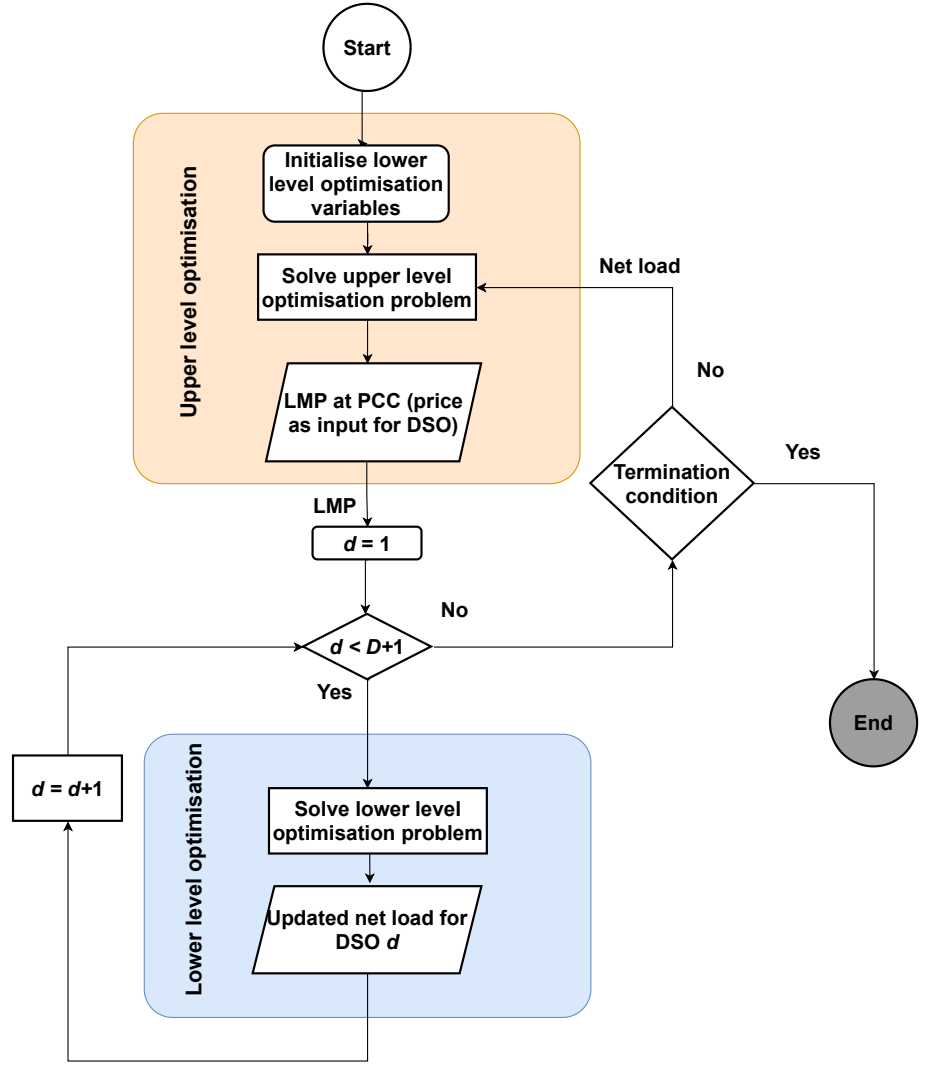 Start
Upper level optimisation
Initialise lower
level optimisation
variables
Solve upper level
optimisation problem
Net load
LMP at PCC (price
as input for DSO)
No
Termination
condition
Yes
LMP
d = 1
No
d < D+1
Yes
End
d = d+1
Lower level optimisation
Solve lower level
optimisation problem
Updated net load for
DSO d